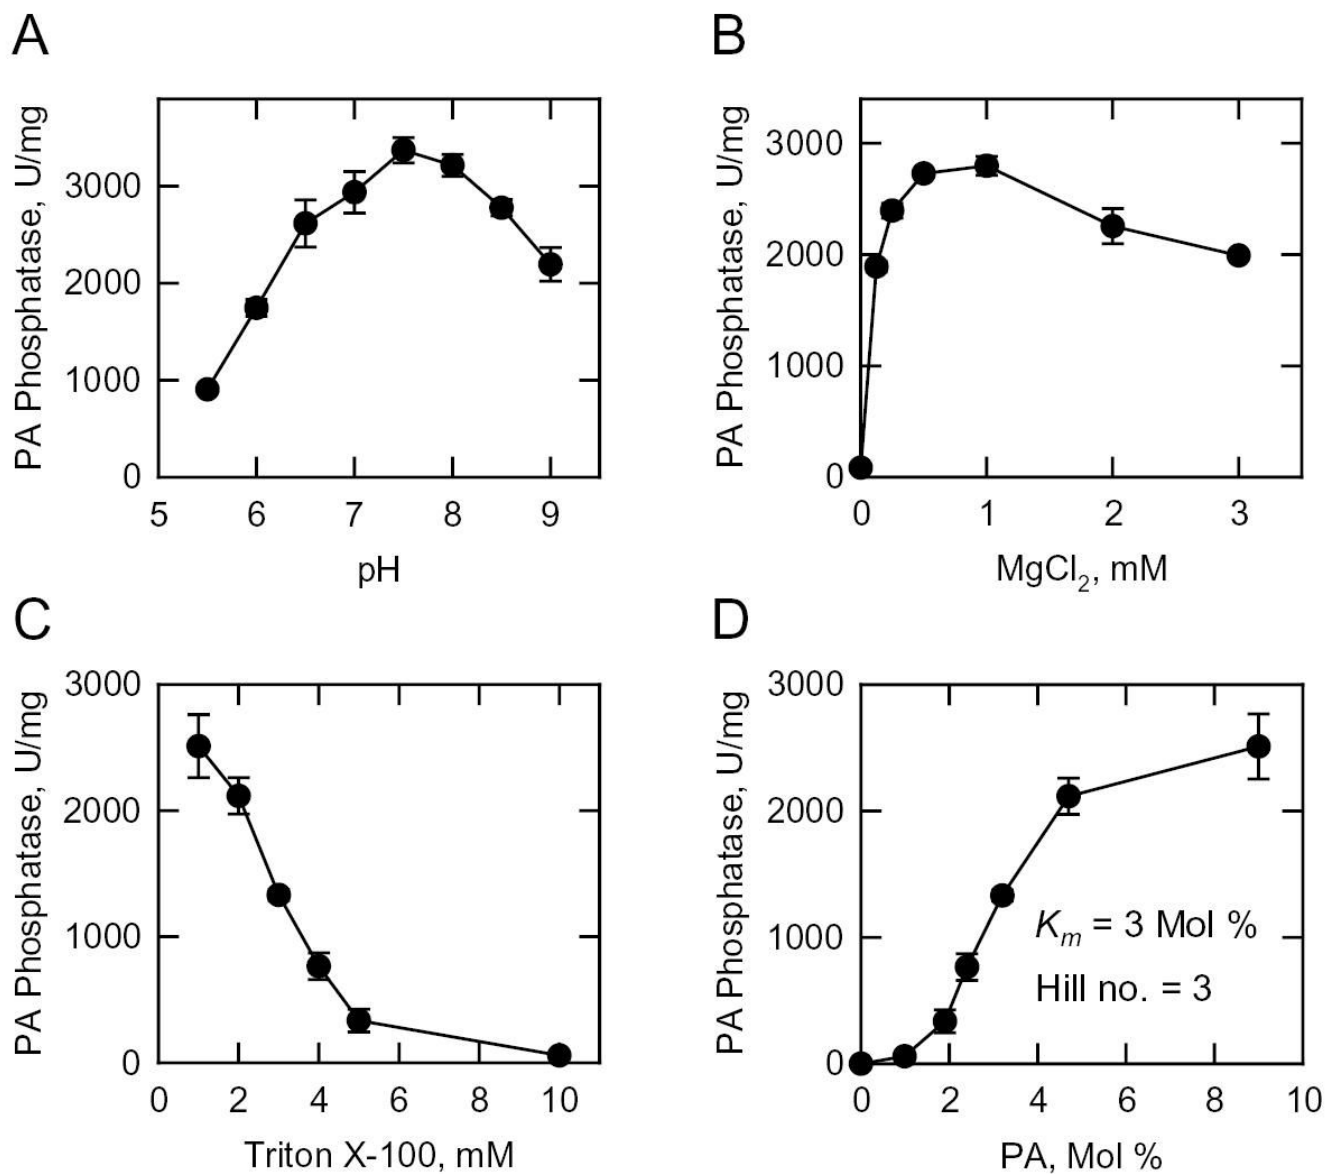 A
PA Phosphatase, U/mg
3000
2000
1000
0
5 6 7 8 9
pH
B
PA Phosphatase, U/mg
3000
2000
1000
0
0 1 2 3
MgCl₂, mM
C
PA Phosphatase, U/mg
3000
2000
1000
0
0 2 4 6 8 10
Triton X-100, mM
D
PA Phosphatase, U/mg
3000
2000
1000
0
Kₘ = 3 Mol %
Hill no. = 3
0 2 4 6 8 10
PA, Mol %